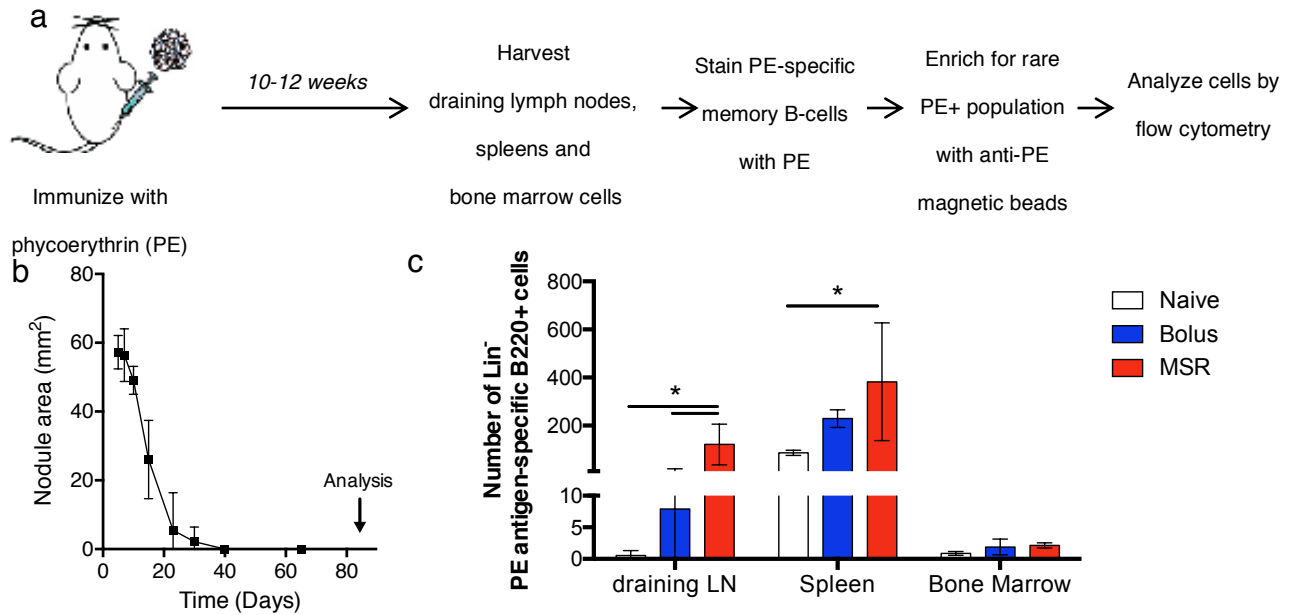 a
10-12 weeks
Harvest
draining lymph nodes,
spleens and
bone marrow cells
Stain PE-specific
memory B-cells
with PE
Enrich for rare
PE+ population
with anti-PE
magnetic beads
Analyze cells by
flow cytometry
Immunize with
phycoerythrin (PE)
b
Nodule area (mm²)
80
60
40
20
0
0
20
40
60
80
Time (Days)
Analysis
c
Number of Lin⁻
PE antigen-specific B220+ cells
800
600
400
200
10
5
0
*
*
draining LN
Spleen
Bone Marrow
Naive
Bolus
MSR